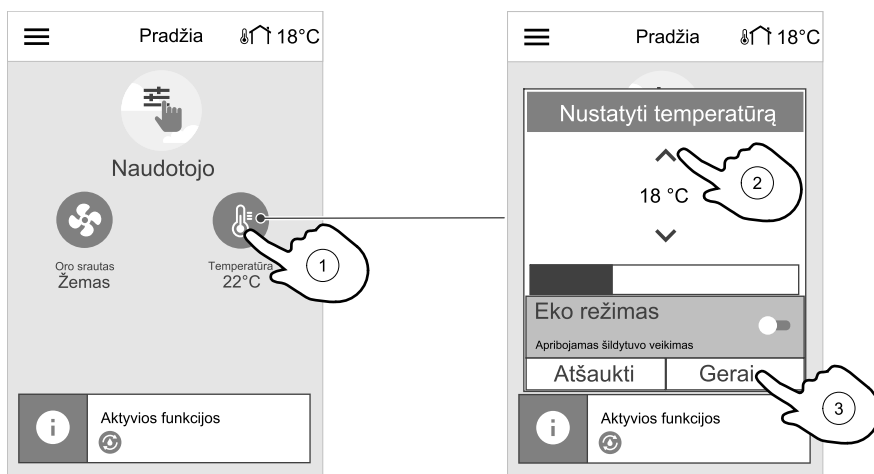 Pradžia 18°C
Naudotojo
Oro srautas
Žemas
Temperatūra
22°C
1
i
Aktyvios funkcijos
Pradžia 18°C
Nustatyti temperatūrą
18 °C
2
Eko režimas
Apribojamas šildytuvo veikimas
Atšaukti Gerai
3
i
Aktyvios funkcijos